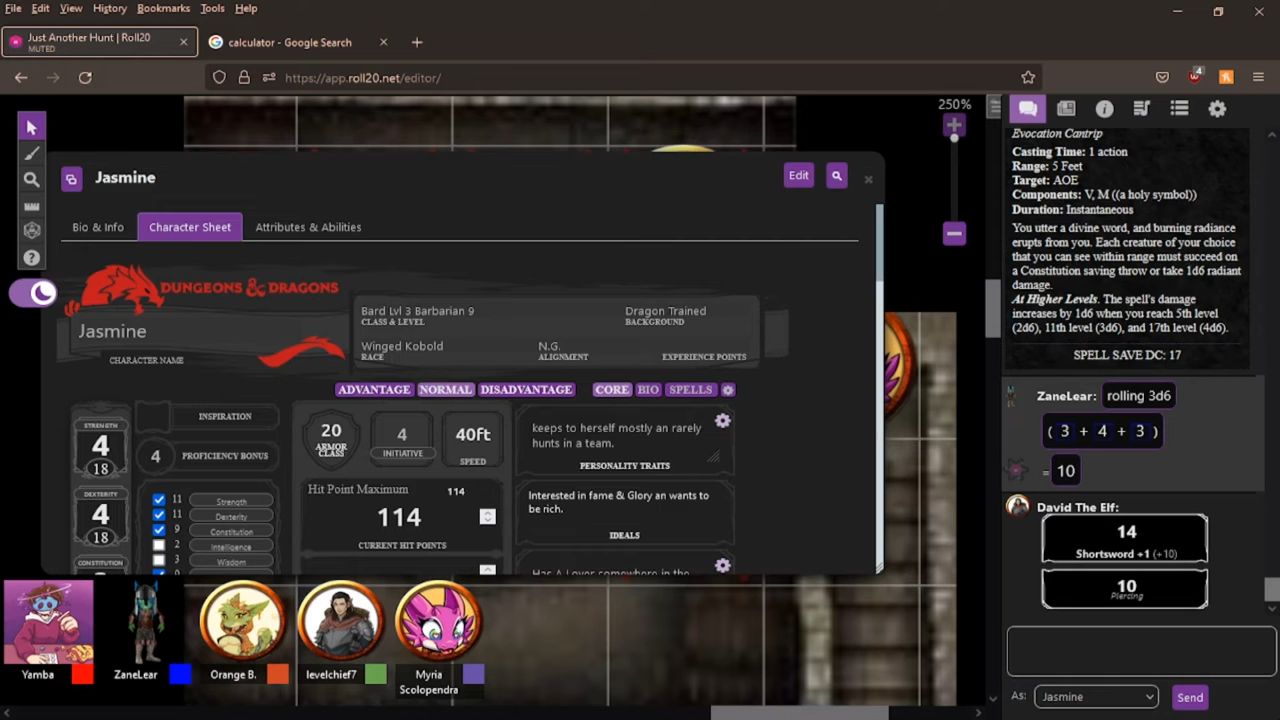 File Edit View History Bookmarks Tools Help
Just Another Hunt | Roll20
MUTED
calculator - Google Search
https://app.roll20.net/editor/
4
250%
Jasmine
Edit
Bio & Info
Character Sheet
Attributes & Abilities
DUNGEONS & DRAGONS
Jasmine
CHARACTER NAME
Bard Lvl 3 Barbarian 9
CLASS & LEVEL
Dragon Trained
BACKGROUND
Winged Kobold
RACE
N.G.
ALIGNMENT
EXPERIENCE POINTS
ADVANTAGE NORMAL DISADVANTAGE
CORE BIO SPELLS
STRENGTH
4
18
DEXTERITY
4
18
CONSTITUTION
INSPIRATION
4 PROFICIENCY BONUS
11 Strength
11 Dexterity
9 Constitution
2 Intelligence
3 Wisdom
20
ARMOR
CLASS
4
INITIATIVE
40ft
SPEED
Hit Point Maximum 114
114
CURRENT HIT POINTS
keeps to herself mostly an rarely
hunts in a team.
PERSONALITY TRAITS
Interested in fame & Glory an wants to
be rich.
IDEALS
Has A Lover somewhere in the
Yamba
ZaneLear
Orange B.
levelchief7
Myria
Scolopendra
Evocation Cantrip
Casting Time: 1 action
Range: 5 Feet
Target: AOE
Components: V, M ((a holy symbol))
Duration: Instantaneous
You utter a divine word, and burning radiance
erupts from you. Each creature of your choice
that you can see within range must succeed on
a Constitution saving throw or take 1d6 radiant
damage.
At Higher Levels. The spell's damage
increases by 1d6 when you reach 5th level
(2d6), 11th level (3d6), and 17th level (4d6).
SPELL SAVE DC: 17
ZaneLear: rolling 3d6
( 3 + 4 + 3 )
= 10
David The Elf:
14
Shortsword +1 (+10)
10
Piercing
As: Jasmine
Send